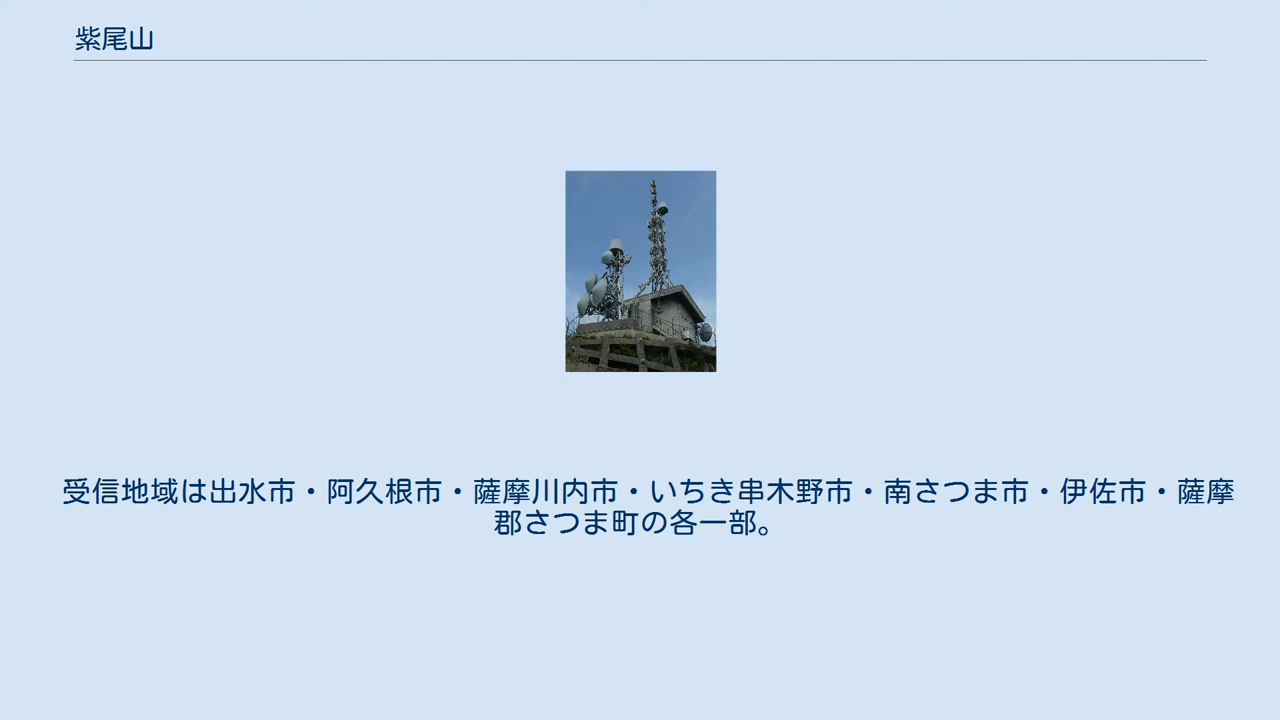 紫尾山
受信地域は出水市・阿久根市・薩摩川内市・いちき串木野市・南さつま市・伊佐市・薩摩
郡さつま町の各一部。